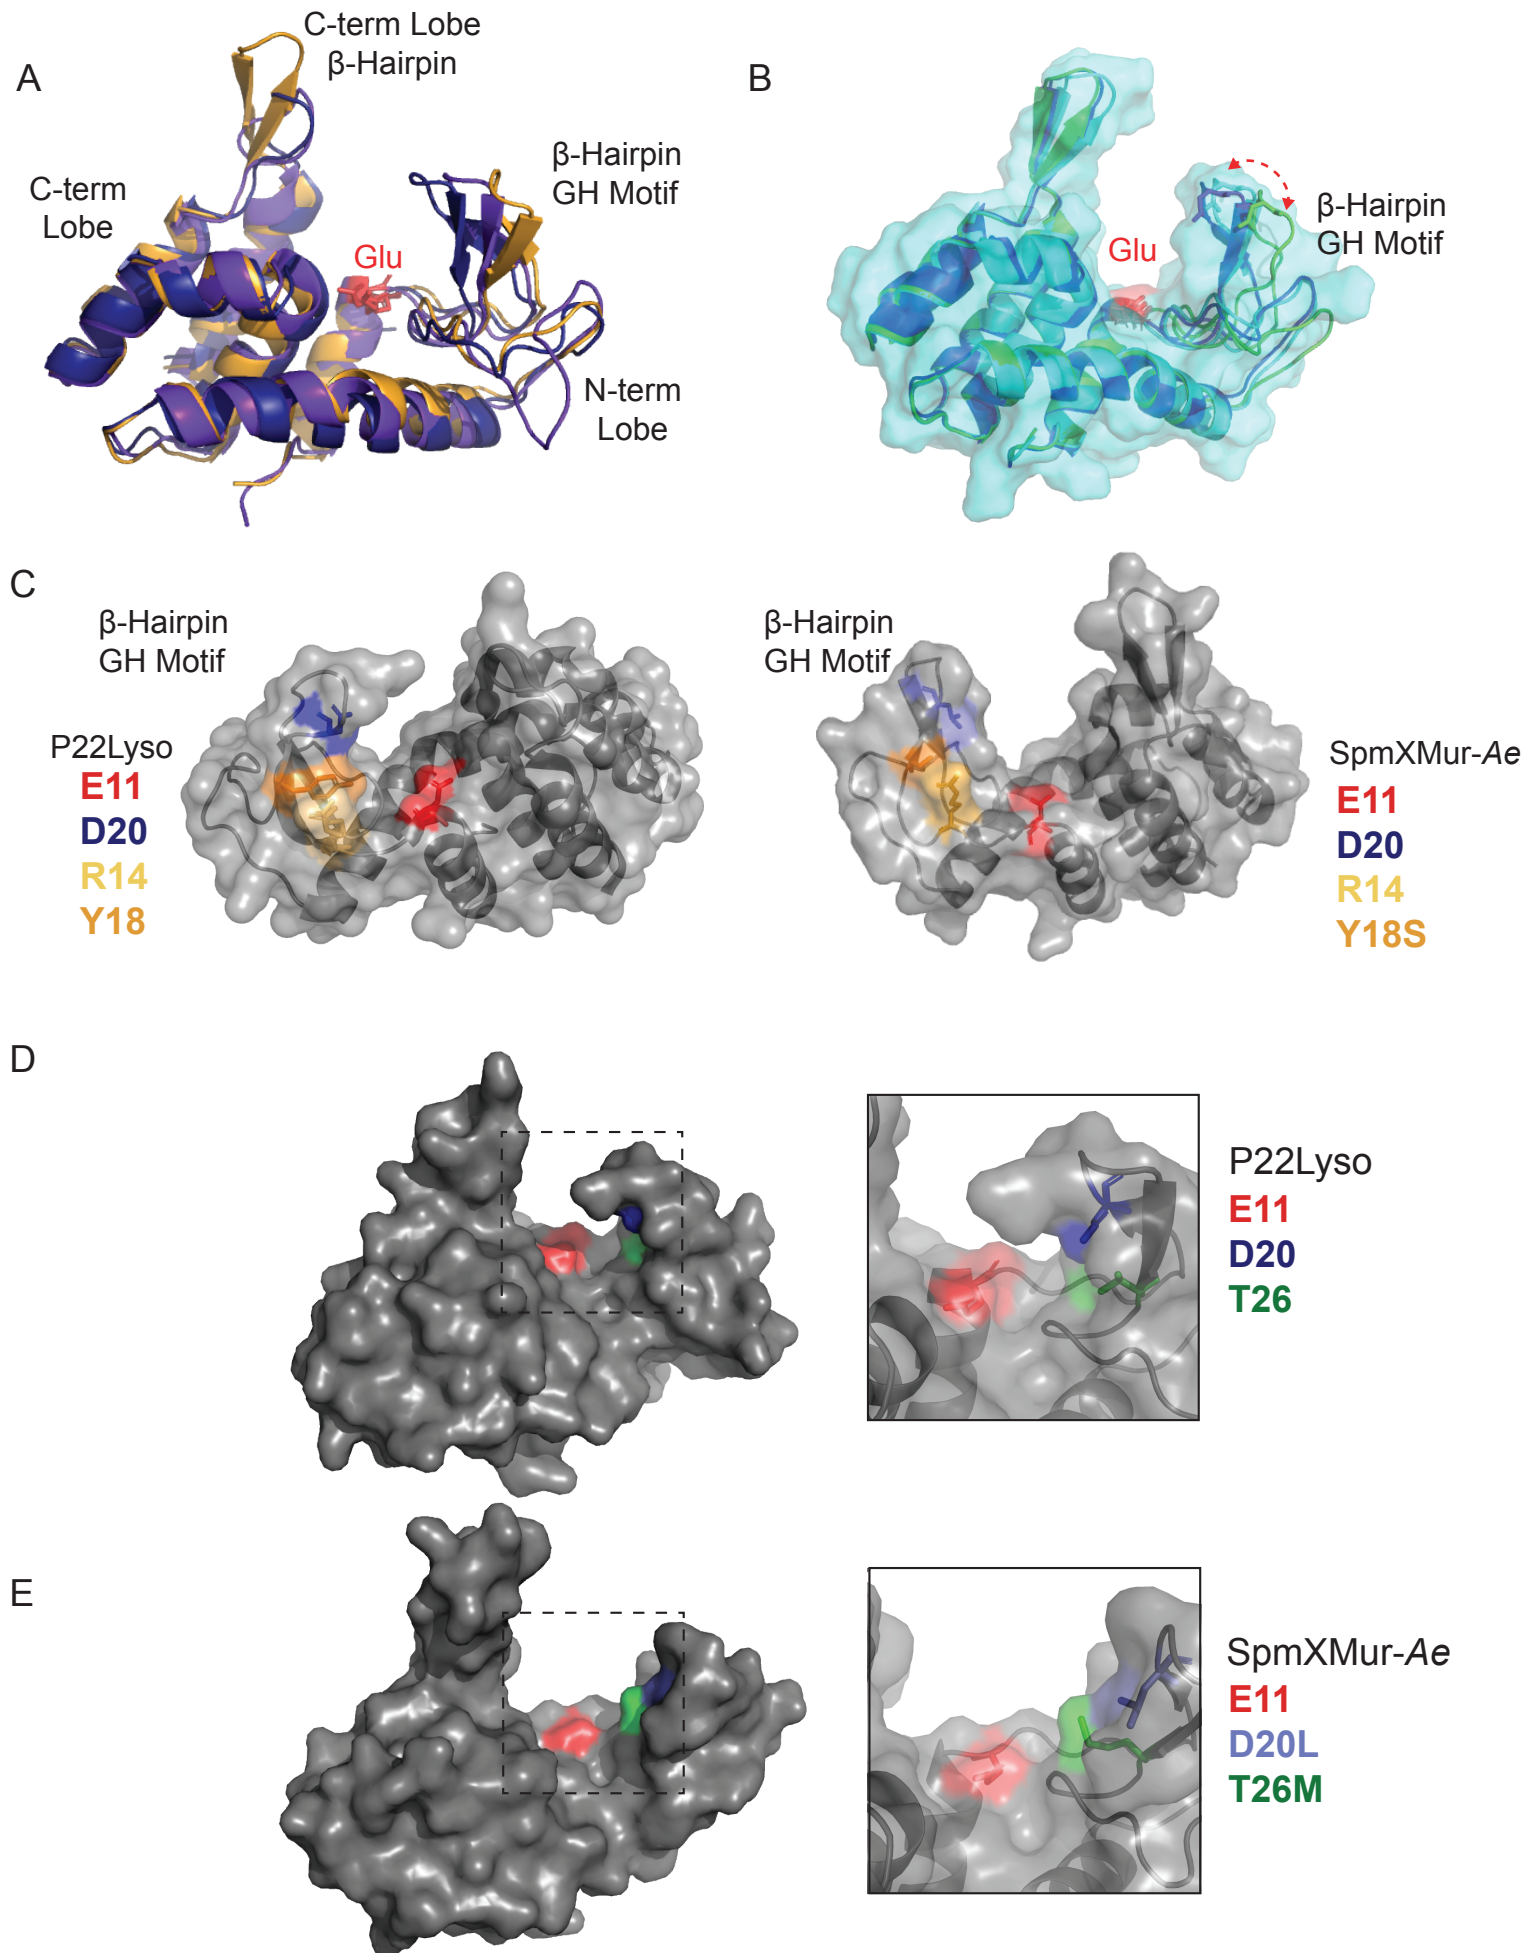 A
C-term Lobe
β-Hairpin
C-term
Lobe
β-Hairpin
GH Motif
Glu
N-term
Lobe
B
Glu
β-Hairpin
GH Motif
C
β-Hairpin
GH Motif
P22Lyso
E11
D20
R14
Y18
β-Hairpin
GH Motif
SpmXMur-Ae
E11
D20
R14
Y18S
D
P22Lyso
E11
D20
T26
E
SpmXMur-Ae
E11
D20L
T26M